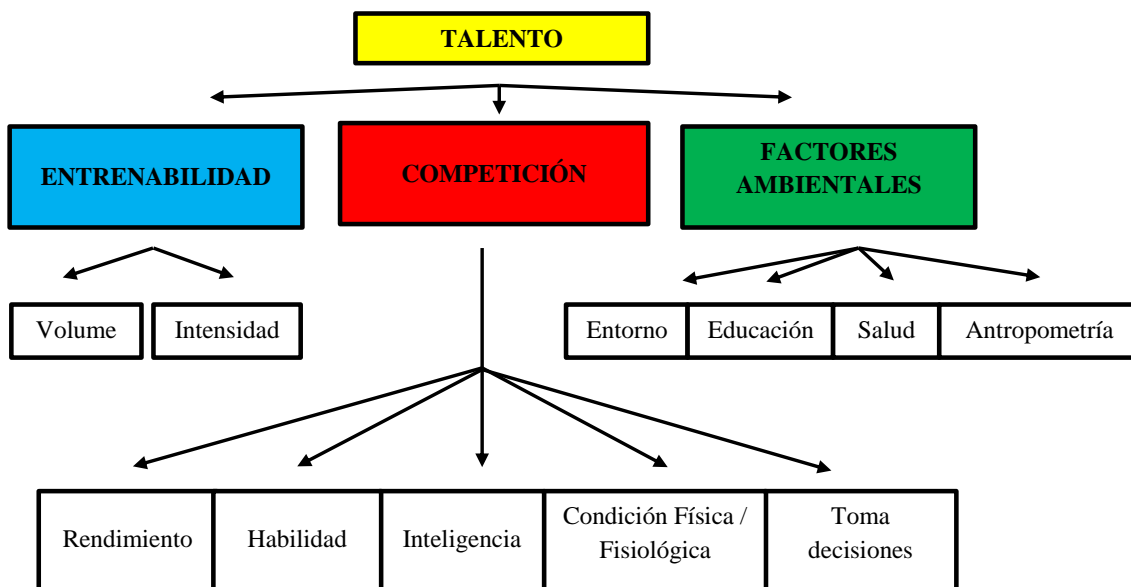 TALENTO
ENTRENABILIDAD
COMPETICIÓN
FACTORES
AMBIENTALES
Volume
Intensidad
Entorno
Educación
Salud
Antropometría
Rendimiento
Habilidad
Inteligencia
Condición Física /
Fisiológica
Toma
decisiones